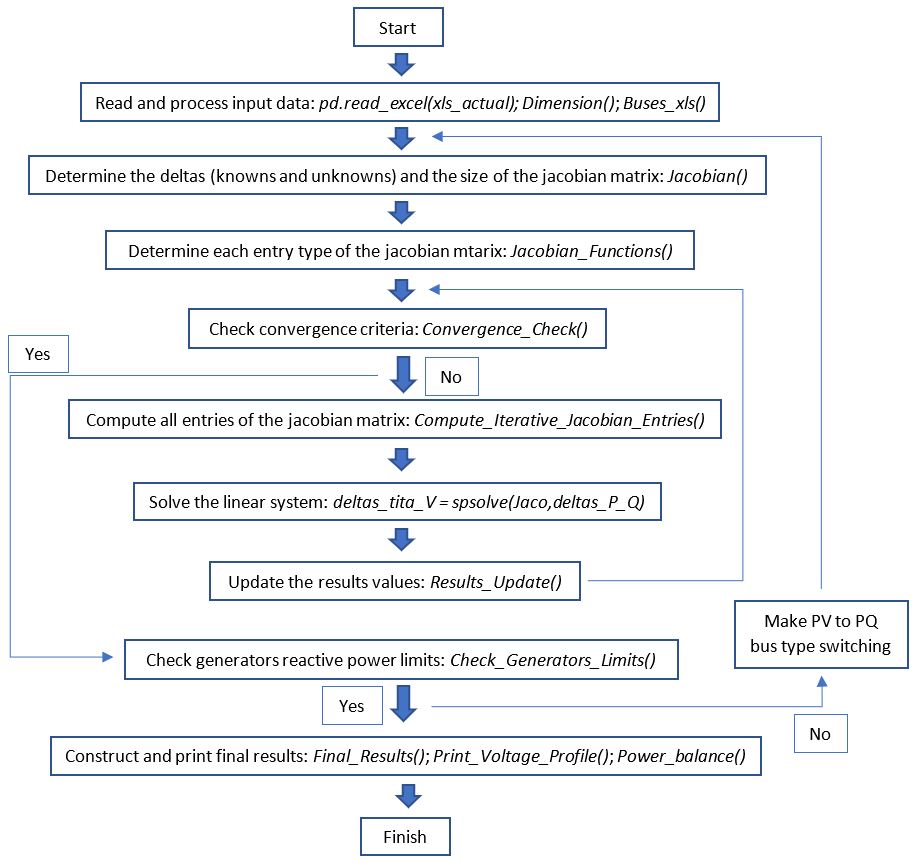 Start
Read and process input data: pd.read_excel(xls_actual); Dimension(); Buses_xls()
Determine the deltas (knowns and unknowns) and the size of the jacobian matrix: Jacobian()
Determine each entry type of the jacobian mtarix: Jacobian_Functions()
Check convergence criteria: Convergence_Check()
Yes
No
Compute all entries of the jacobian matrix: Compute_Iterative_Jacobian_Entries()
Solve the linear system: deltas_tita_V = spsolve(Jaco,deltas_P_Q)
Update the results values: Results_Update()
Make PV to PQ
bus type switching
Check generators reactive power limits: Check_Generators_Limits()
Yes
No
Construct and print final results: Final_Results(); Print_Voltage_Profile(); Power_balance()
Finish